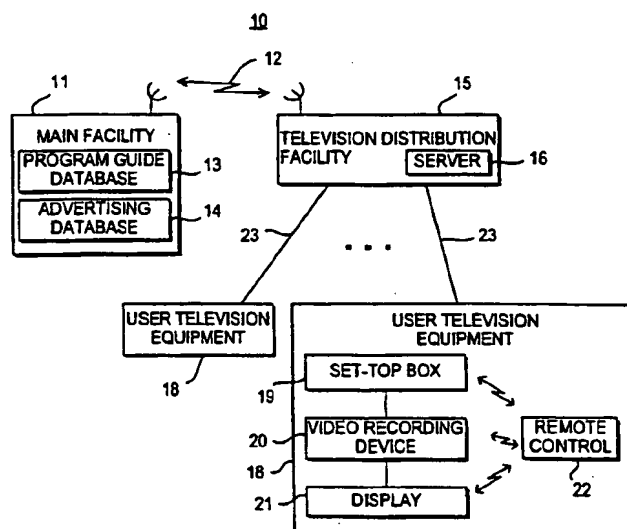 10
12
11
15
MAIN FACILITY
PROGRAM GUIDE
DATABASE
13
ADVERTISING
DATABASE
14
TELEVISION DISTRIBUTION
FACILITY
SERVER
16
23
. . .
23
USER TELEVISION
EQUIPMENT
18
USER TELEVISION
EQUIPMENT
SET-TOP BOX
19
VIDEO RECORDING
DEVICE
20
18
DISPLAY
21
REMOTE
CONTROL
22